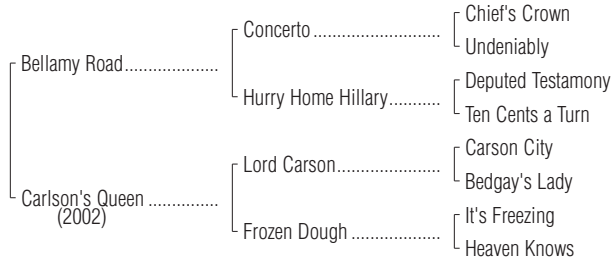 Chief's Crown
Concerto ........................
Undeniably
Bellamy Road..................
Deputed Testamony
Hurry Home Hillary..........
Ten Cents a Turn
Carson City
Lord Carson....................
Bedgay's Lady
Carlson's Queen .............
(2002)
It's Freezing
Frozen Dough .................
Heaven Knows